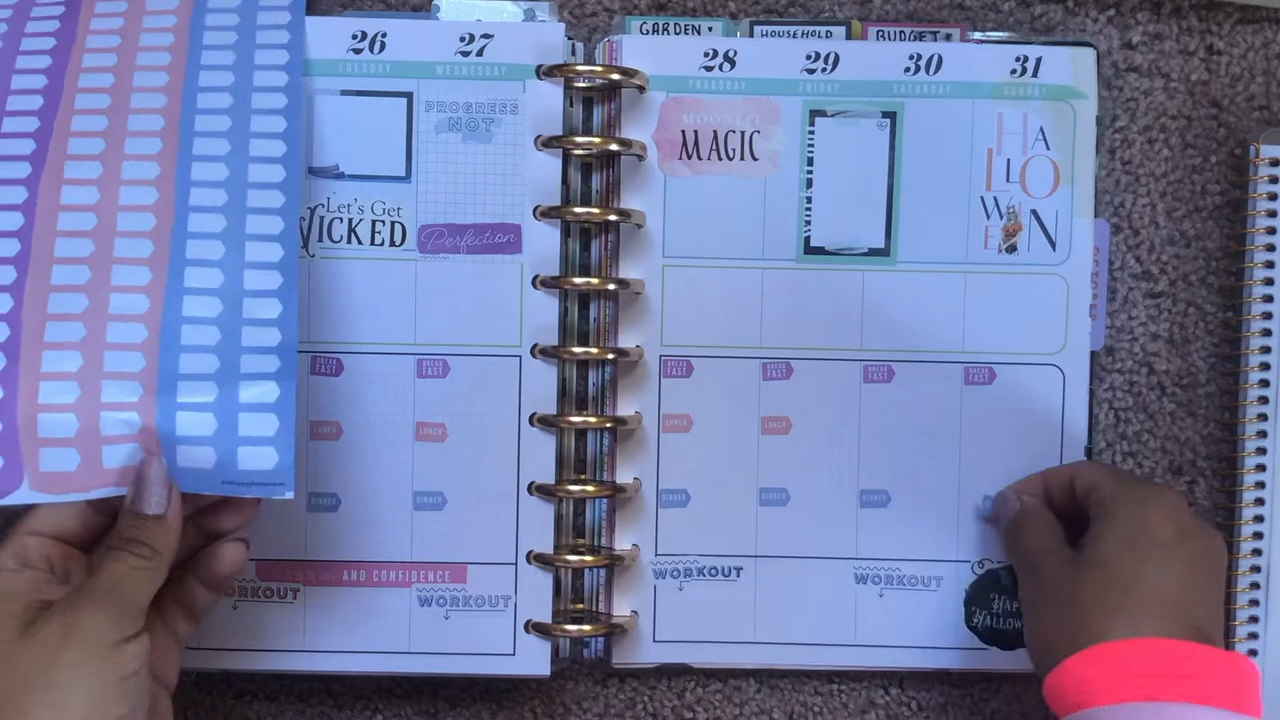 GARDEN
HOUSEHOLD
BUDGET
26
27
28
29
30
31
TUESDAY
WEDNESDAY
THURSDAY
FRIDAY
SATURDAY
SUNDAY
PROGRESS
NOT
Perfection
Let's Get
WICKED
MOONLIT
MAGIC
HALLOWEEN
OCTOBER
BREAK
FAST
BREAK
FAST
BREAK
FAST
BREAK
FAST
BREAK
FAST
BREAK
FAST
LUNCH
LUNCH
LUNCH
LUNCH
DINNER
DINNER
DINNER
DINNER
DINNER
AND CONFIDENCE
WORKOUT
WORKOUT
WORKOUT
WORKOUT